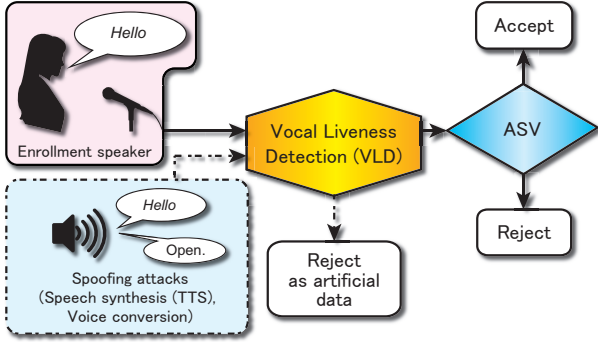 Hello
Enrollment speaker
Vocal Liveness
Detection (VLD)
Accept
ASV
Reject
Hello
Open.
Spoofing attacks
(Speech synthesis (TTS),
Voice conversion)
Reject
as artificial
data